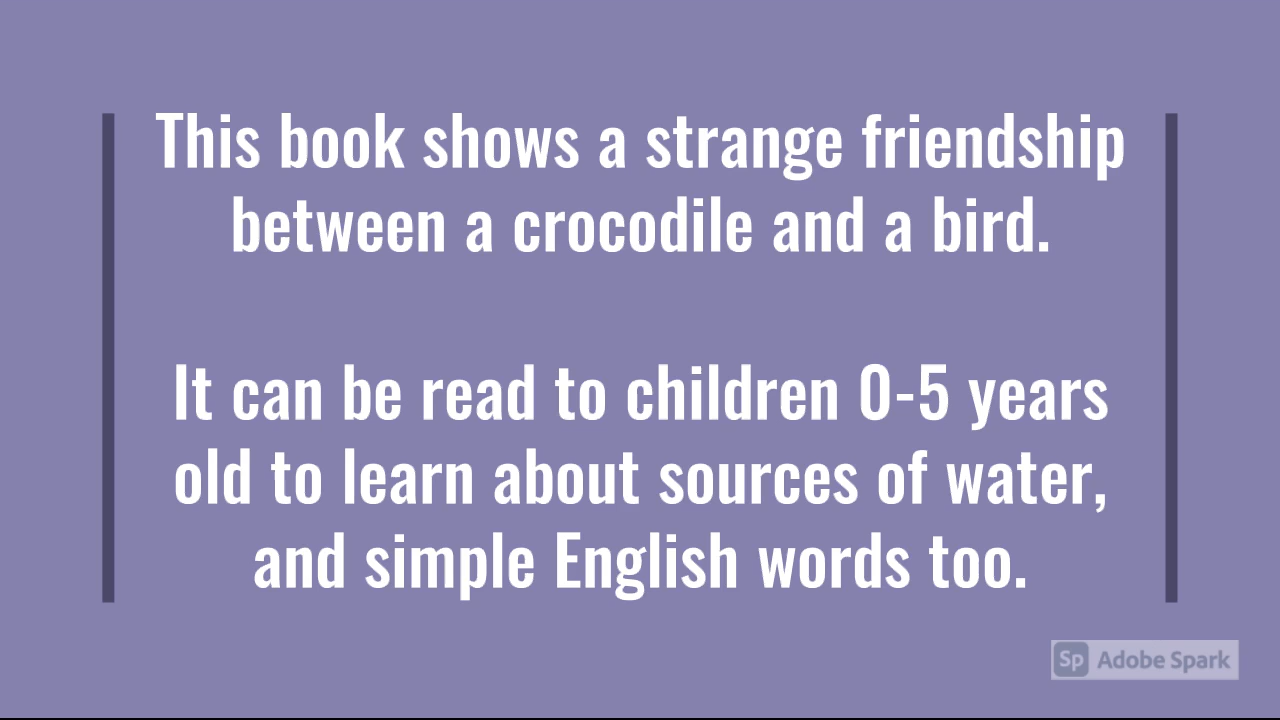 This book shows a strange friendship
between a crocodile and a bird.
It can be read to children 0-5 years
old to learn about sources of water,
and simple English words too.
Sp Adobe Spark